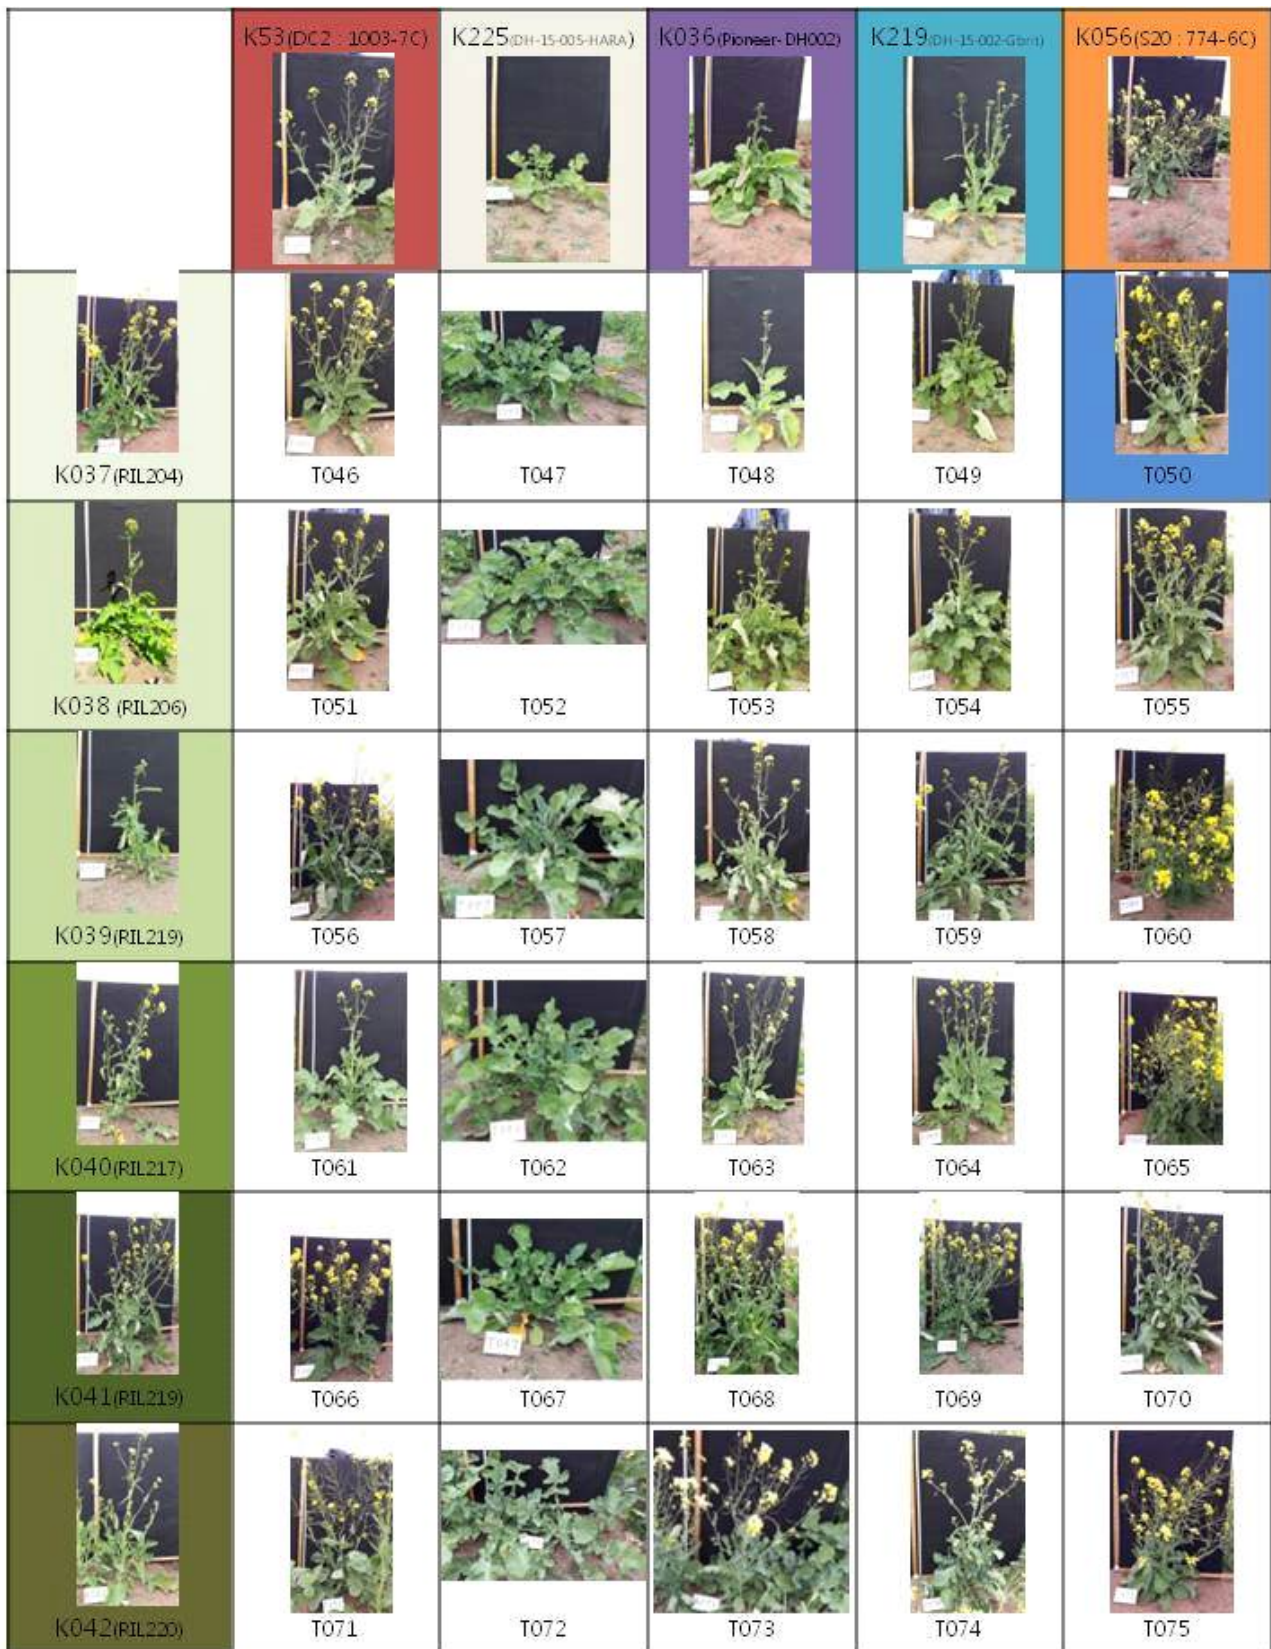 K53(DC2 : 1003-7C) K225(DH-15-005-HARA) K036(Pioneer-DH002) K219(DH-15-002-Gbnt) K056(S20 : 774-6C)
K037(RIL204) T046 T047 T048 T049 T050
K038 (RIL206) T051 T052 T053 T054 T055
K039(RIL219) T056 T057 T058 T059 T060
K040(RIL217) T061 T062 T063 T064 T065
K041(RIL219) T066 T067 T068 T069 T070
K042(RIL220) T071 T072 T073 T074 T075